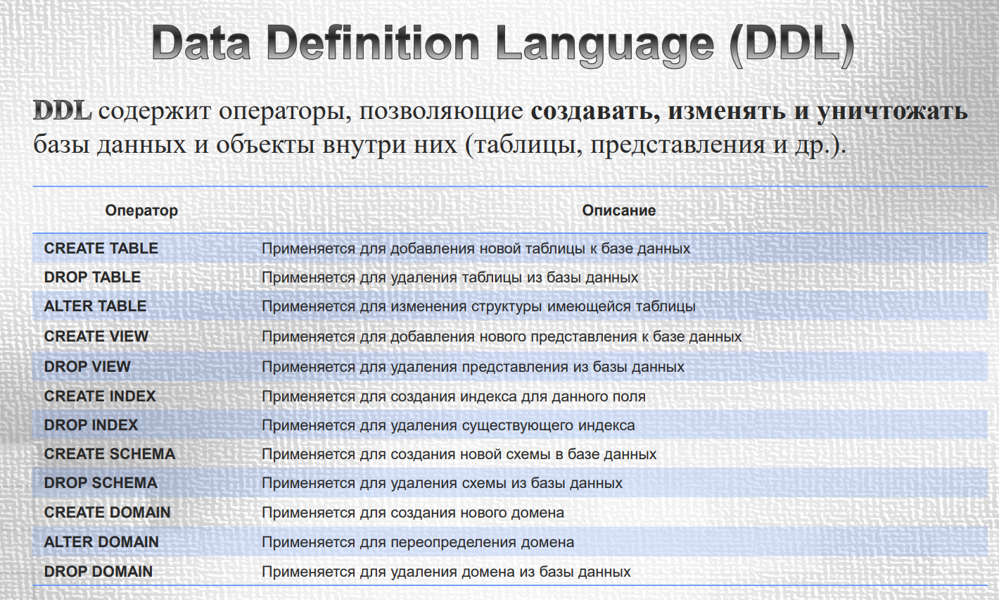 Data Definition Language (DDL)
DDL содержит операторы, позволяющие создавать, изменять и уничтожать
базы данных и объекты внутри них (таблицы, представления и др.).
Оператор Описание
CREATE TABLE Применяется для добавления новой таблицы к базе данных
DROP TABLE Применяется для удаления таблицы из базы данных
ALTER TABLE Применяется для изменения структуры имеющейся таблицы
CREATE VIEW Применяется для добавления нового представления к базе данных
DROP VIEW Применяется для удаления представления из базы данных
CREATE INDEX Применяется для создания индекса для данного поля
DROP INDEX Применяется для удаления существующего индекса
CREATE SCHEMA Применяется для создания новой схемы в базе данных
DROP SCHEMA Применяется для удаления схемы из базы данных
CREATE DOMAIN Применяется для создания нового домена
ALTER DOMAIN Применяется для переопределения домена
DROP DOMAIN Применяется для удаления домена из базы данных